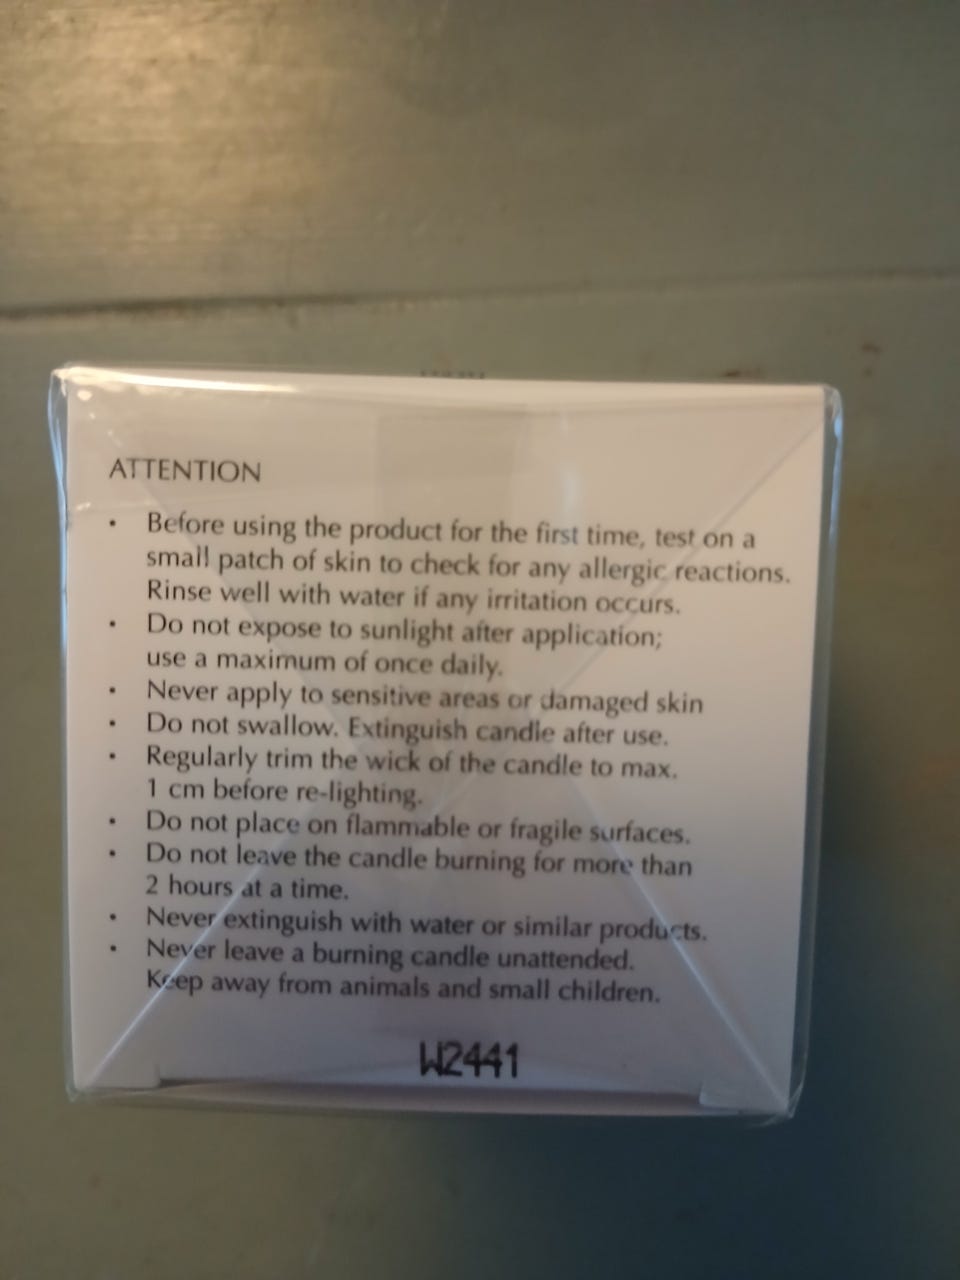 ATTENTION
• Before using the product for the first time, test on a
small patch of skin to check for any allergic reactions.
Rinse well with water if any irritation occurs.
• Do not expose to sunlight after application;
use a maximum of once daily.
• Never apply to sensitive areas or damaged skin
• Do not swallow. Extinguish candle after use.
• Regularly trim the wick of the candle to max.
1 cm before re-lighting.
• Do not place on flammable or fragile surfaces.
• Do not leave the candle burning for more than
2 hours at a time.
• Never extinguish with water or similar products.
• Never leave a burning candle unattended.
Keep away from animals and small children.
W2441